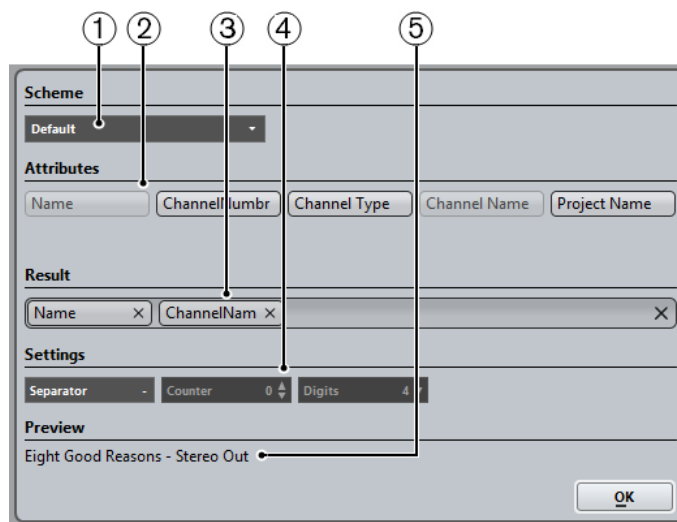 1 2 3 4 5
Scheme
Default
Attributes
Name ChannelNumbr Channel Type Channel Name Project Name
Result
Name × ChannelNam × ×
Settings
Separator - Counter 0 Digits 4
Preview
Eight Good Reasons - Stereo Out
OK